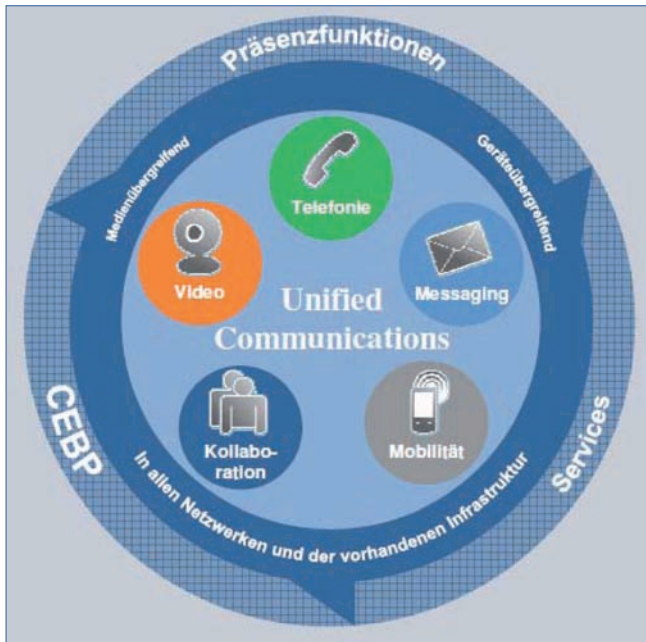 Präsenzfunktionen
Medienübergreifend
Geräteübergreifend
Telefonie
Video
Messaging
Unified
Communications
Kollabo-
ration
Mobilität
CEBP
Services
In allen Netzwerken und der vorhandenen Infrastruktur